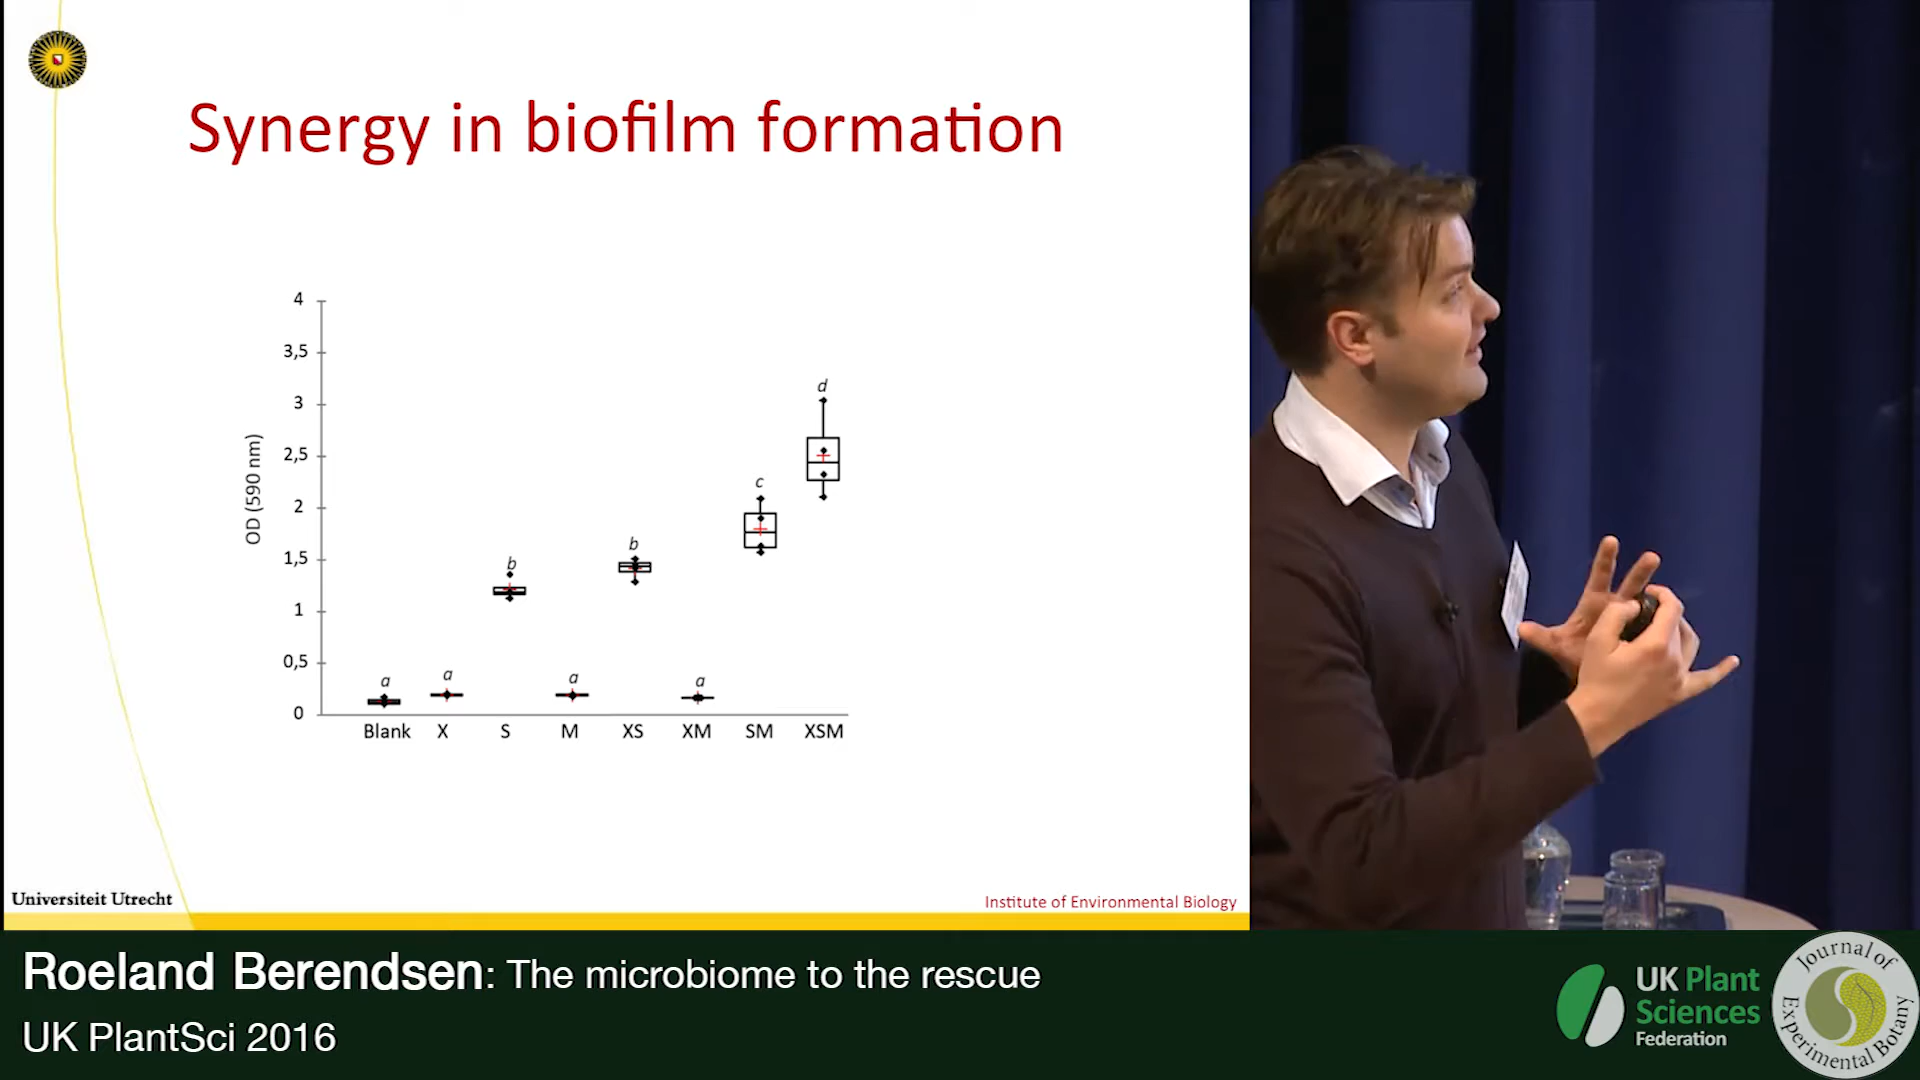 Synergy in biofilm formation
4
3,5
3
2,5
2
1,5
1
0,5
0
OD (590 nm)
a
a
b
a
b
a
c
d
Blank X S M XS XM SM XSM
Universiteit Utrecht
Institute of Environmental Biology
Roeland Berendsen: The microbiome to the rescue
UK PlantSci 2016
UK Plant
Sciences
Federation
Journal of
Experimental Botany